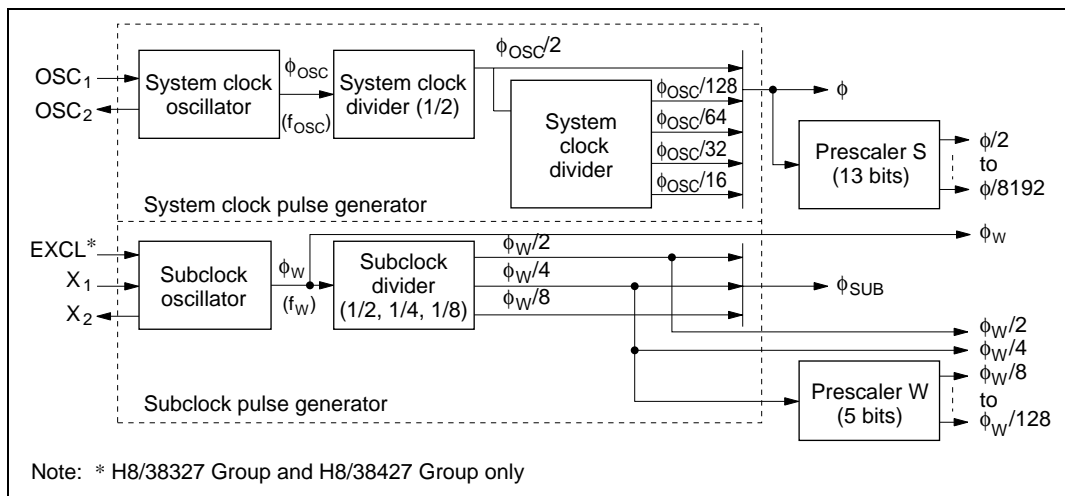 OSC1
OSC2
System clock
oscillator
ϕOSC
(fOSC)
System clock
divider (1/2)
ϕOSC/2
System
clock
divider
ϕOSC/128
ϕOSC/64
ϕOSC/32
ϕOSC/16
ϕ
Prescaler S
(13 bits)
ϕ/2
to
ϕ/8192
System clock pulse generator
EXCL*
X1
X2
Subclock
oscillator
ϕW
(fW)
Subclock
divider
(1/2, 1/4, 1/8)
ϕW/2
ϕW/4
ϕW/8
ϕW
ϕSUB
ϕW/2
ϕW/4
Prescaler W
(5 bits)
ϕW/8
to
ϕW/128
Subclock pulse generator
Note: * H8/38327 Group and H8/38427 Group only